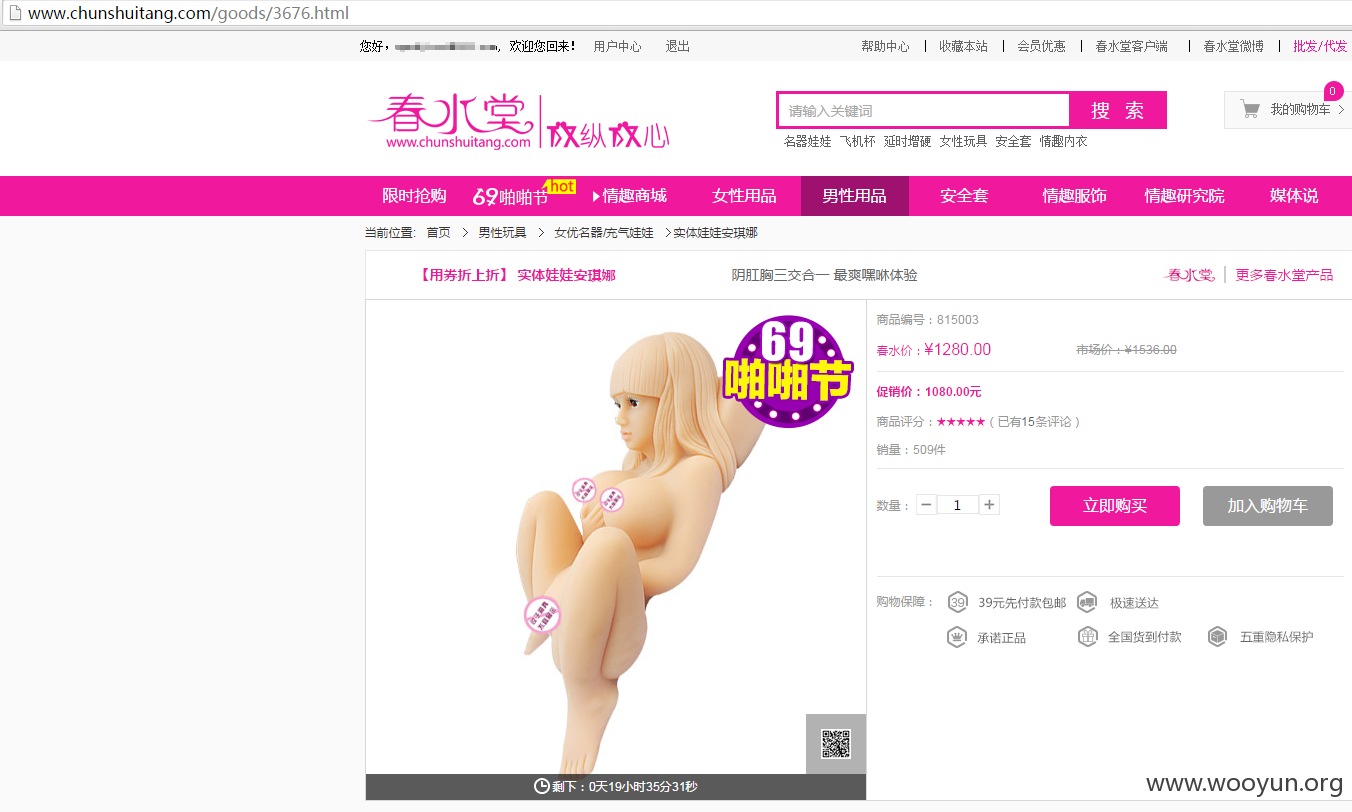 www.chunshuitang.com/goods/3676.html
您好， ，欢迎您回来！ 用户中心 退出 帮助中心 | 收藏本站 | 会员优惠 | 春水堂客户端 | 春水堂微博 | 批发/代发
春水堂 放纵放心
www.chunshuitang.com
请输入关键词 搜 索
我的购物车 0
名器娃娃 飞机杯 延时增硬 女性玩具 安全套 情趣内衣
限时抢购 69啪啪节 hot 情趣商城 女性用品 男性用品 安全套 情趣服饰 情趣研究院 媒体说
当前位置: 首页 > 男性玩具 > 女优名器/充气娃娃 > 实体娃娃安琪娜
【用券折上折】 实体娃娃安琪娜 阴肛胸三交合一 最爽嘿咻体验 春水堂 | 更多春水堂产品
69
啪啪节
商品编号：815003
春水价：¥1280.00 市场价：¥1536.00
促销价：1080.00元
商品评分：★★★★★ ( 已有15条评论 )
销量：509件
数量： − 1 + 立即购买 加入购物车
购物保障： 39 39元先付款包邮 极速送达
承诺正品 全国货到付款 五重隐私保护
剩下：0天19小时35分31秒
www.wooyun.org